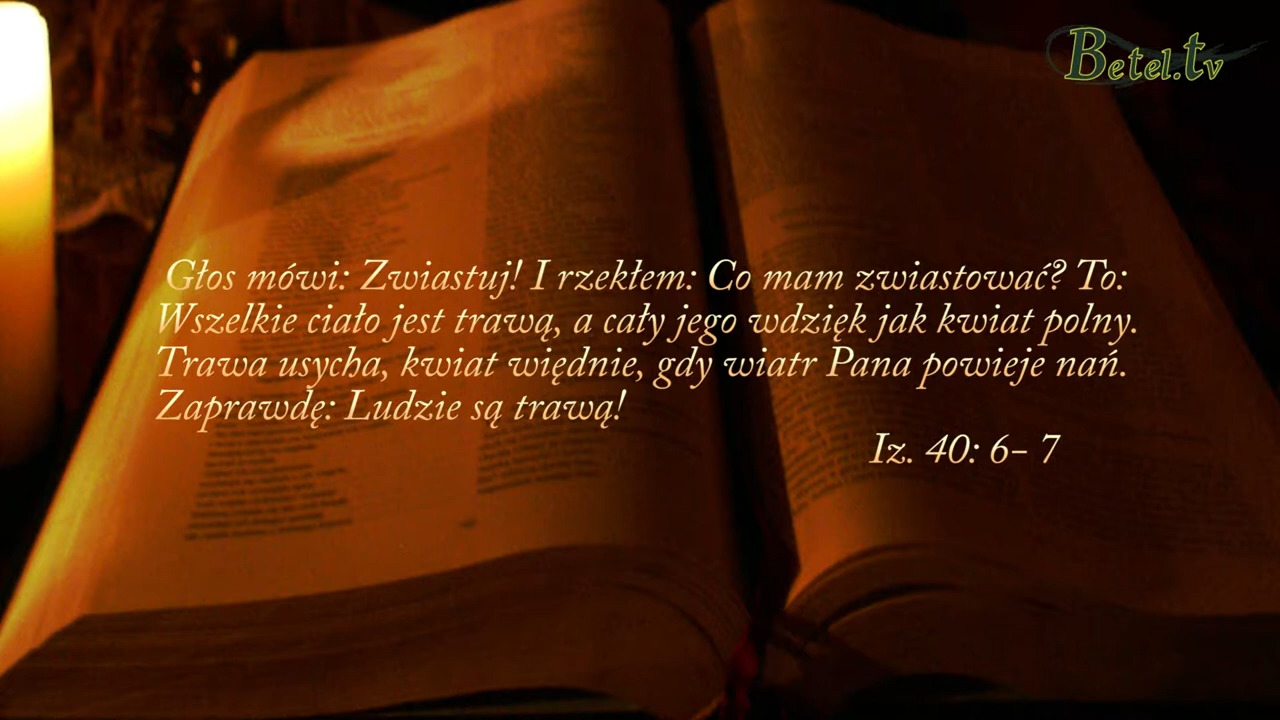 Betel.tv
Głos mówi: Zwiastuj! I rzekłem: Co mam zwiastować? To:
Wszelkie ciało jest trawą, a cały jego wdzięk jak kwiat polny.
Trawa usycha, kwiat więdnie, gdy wiatr Pana powieje nań.
Zaprawdę: Ludzie są trawą!
Iz. 40: 6– 7